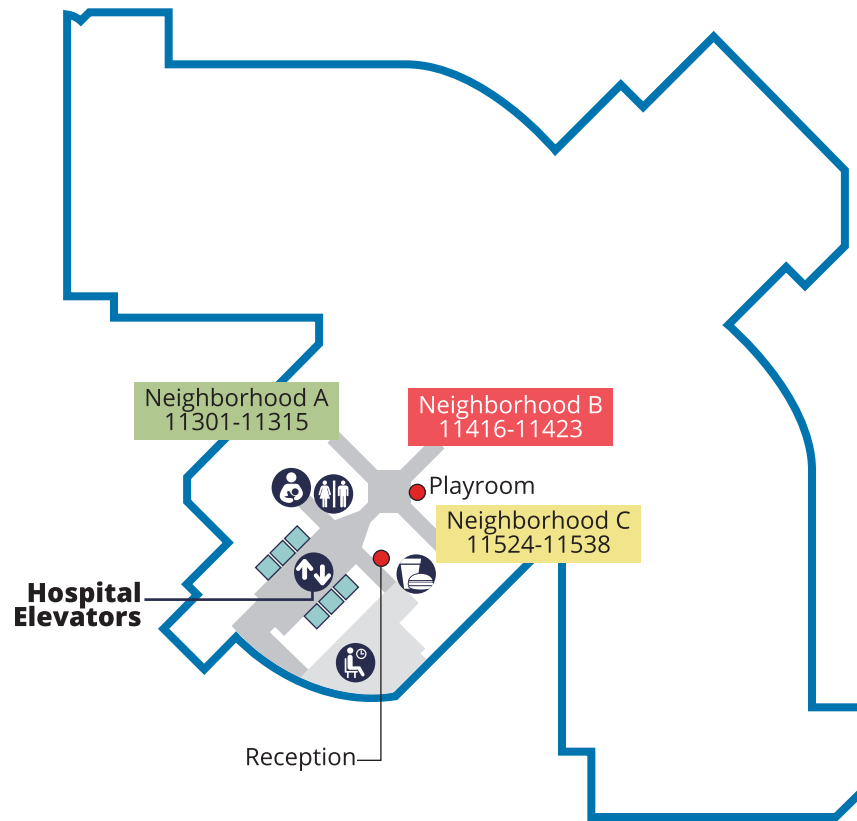 Neighborhood A
11301-11315
Neighborhood B
11416-11423
Playroom
Neighborhood C
11524-11538
Hospital
Elevators
Reception